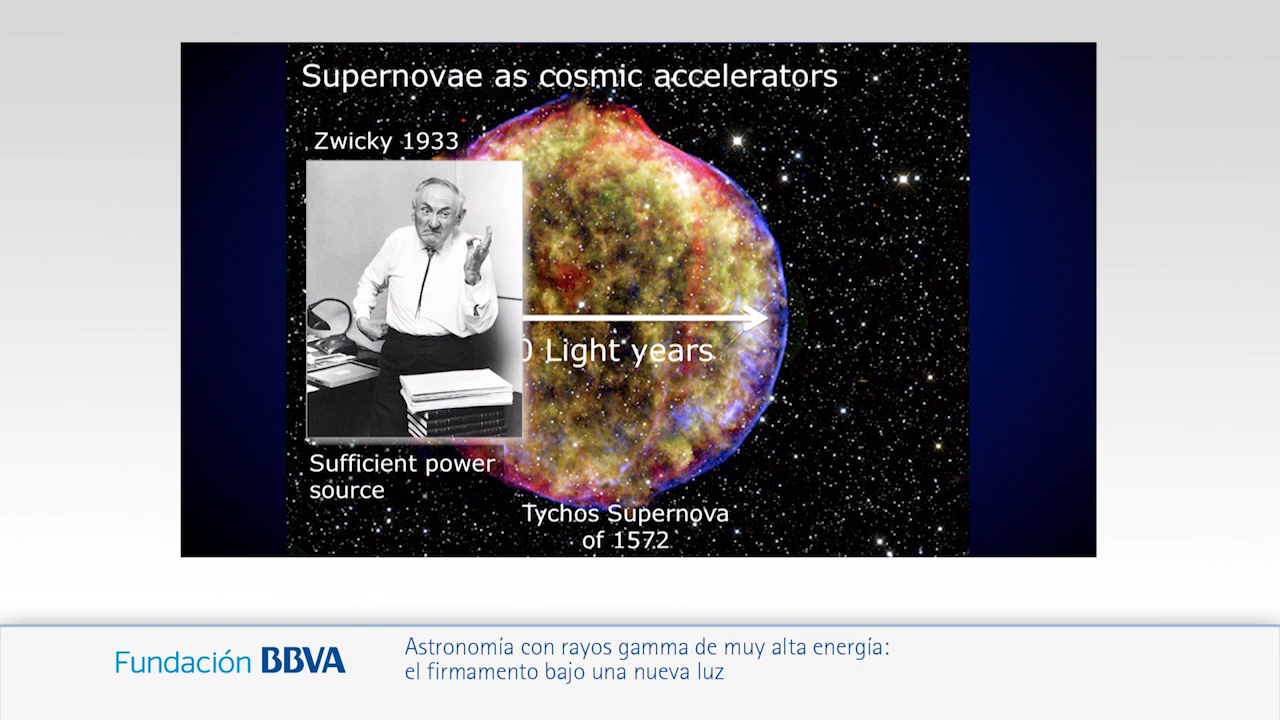 Supernovae as cosmic accelerators
Zwicky 1933
0 Light years
Sufficient power
source
Tychos Supernova
of 1572
Fundación BBVA
Astronomía con rayos gamma de muy alta energía:
el firmamento bajo una nueva luz